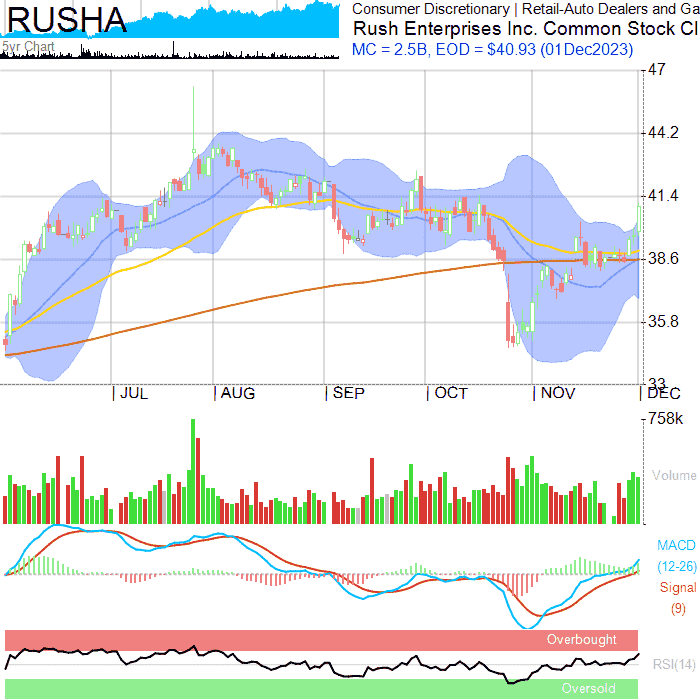 RUSHA
5yr Chart
Consumer Discretionary | Retail-Auto Dealers and Ga
Rush Enterprises Inc. Common Stock Cl
MC = 2.5B, EOD = $40.93 (01Dec2023)
47
44.2
41.4
38.6
35.8
33
JUL AUG SEP OCT NOV DEC
758k
Volume
MACD
(12-26)
Signal
(9)
Overbought
RSI(14)
Oversold